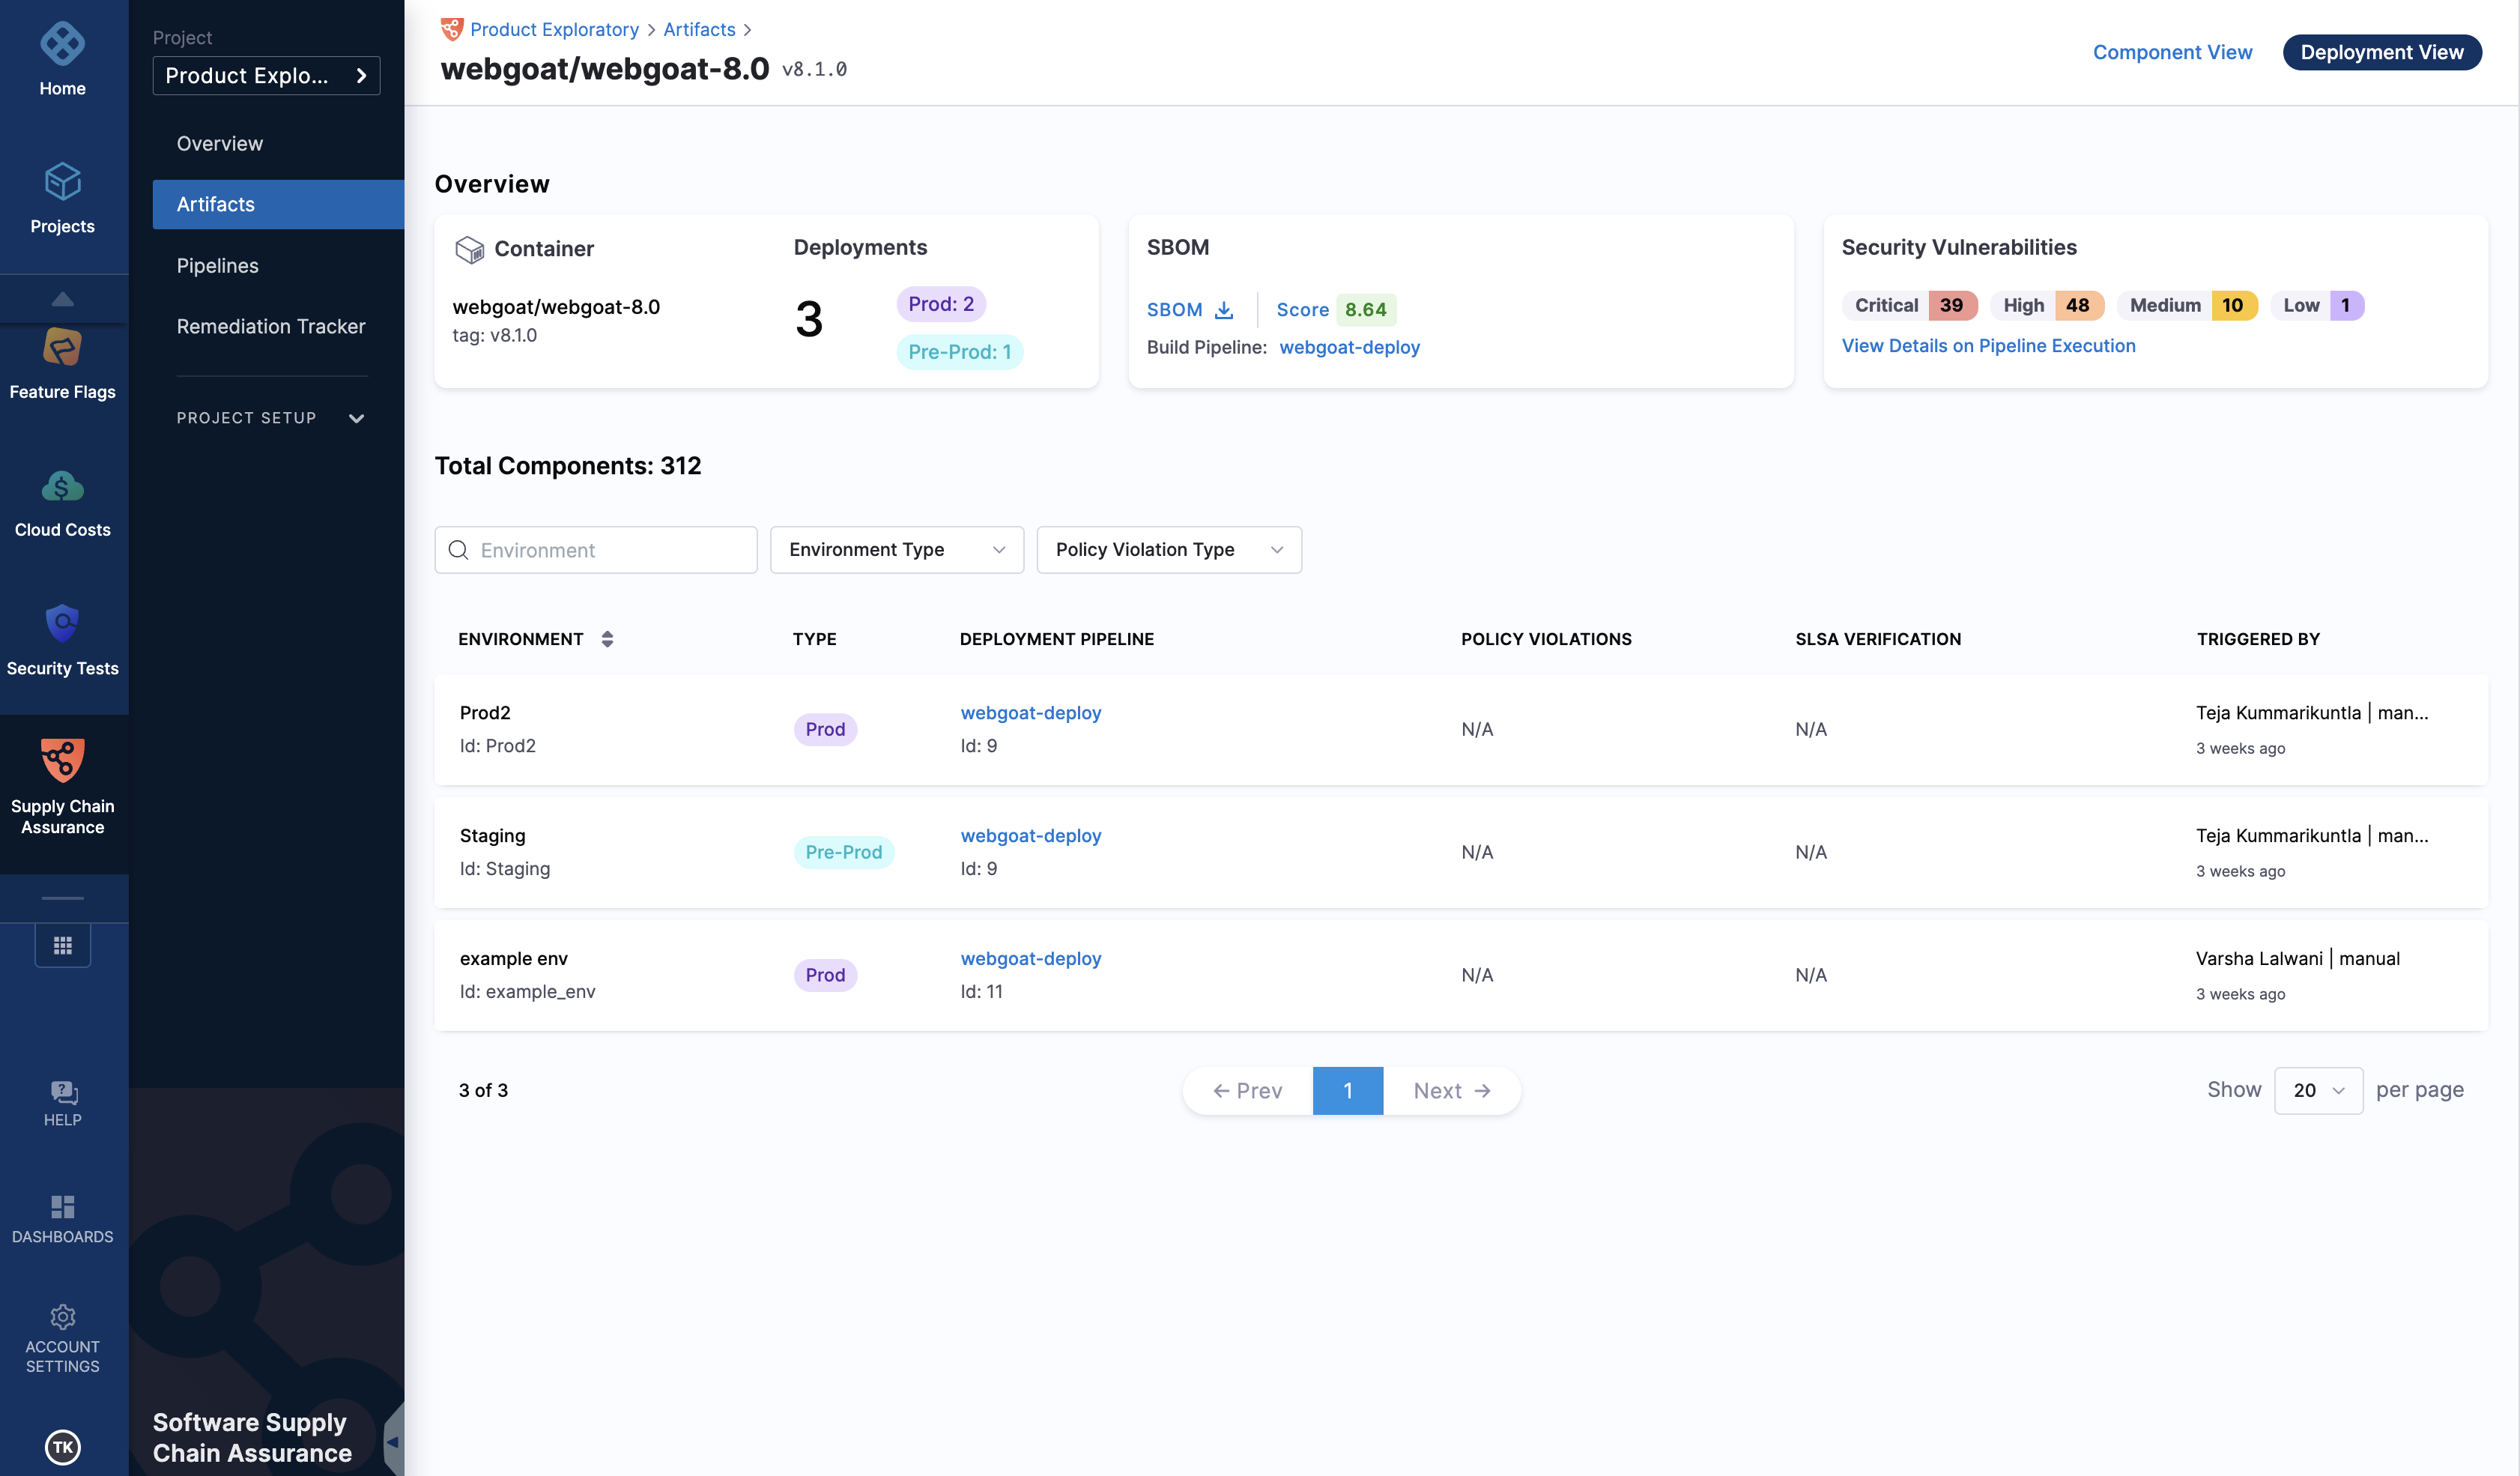 Home
Projects
Feature Flags
Cloud Costs
Security Tests
Supply Chain
Assurance
HELP
DASHBOARDS
ACCOUNT
SETTINGS
TK
Project
Product Explo...
Overview
Artifacts
Pipelines
Remediation Tracker
PROJECT SETUP
Software Supply
Chain Assurance
Product Exploratory > Artifacts >
webgoat/webgoat-8.0 v8.1.0
Component View
Deployment View
Overview
Container
webgoat/webgoat-8.0
tag: v8.1.0
Deployments
3
Prod: 2
Pre-Prod: 1
SBOM
SBOM Score 8.64
Build Pipeline: webgoat-deploy
Security Vulnerabilities
Critical 39 High 48 Medium 10 Low 1
View Details on Pipeline Execution
Total Components: 312
Environment
Environment Type
Policy Violation Type
ENVIRONMENT TYPE DEPLOYMENT PIPELINE POLICY VIOLATIONS SLSA VERIFICATION TRIGGERED BY
Prod2
Id: Prod2
Prod
webgoat-deploy
Id: 9
N/A
N/A
Teja Kummarikuntla | man...
3 weeks ago
Staging
Id: Staging
Pre-Prod
webgoat-deploy
Id: 9
N/A
N/A
Teja Kummarikuntla | man...
3 weeks ago
example env
Id: example_env
Prod
webgoat-deploy
Id: 11
N/A
N/A
Varsha Lalwani | manual
3 weeks ago
3 of 3
← Prev 1 Next →
Show 20 per page